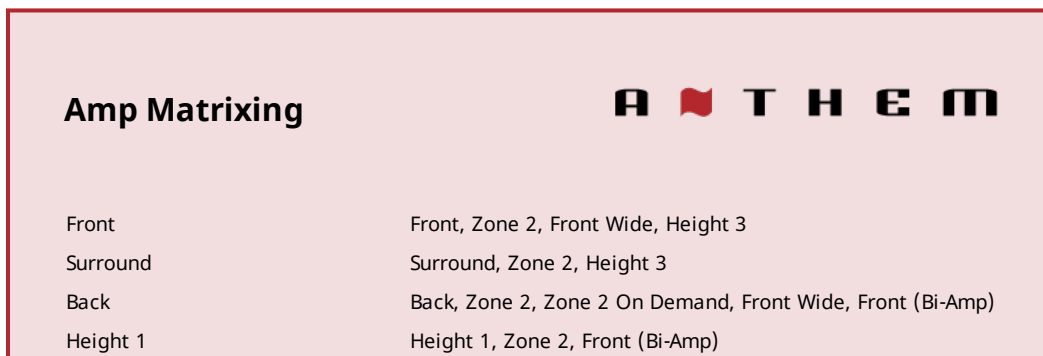 Amp Matrixing
ANTHEM
Front Front, Zone 2, Front Wide, Height 3
Surround Surround, Zone 2, Height 3
Back Back, Zone 2, Zone 2 On Demand, Front Wide, Front (Bi-Amp)
Height 1 Height 1, Zone 2, Front (Bi-Amp)